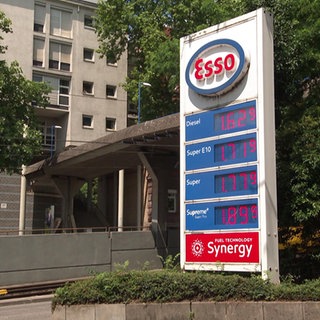 Esso
Diesel 1.62⁹
Super E10 1.71⁹
Super 1.77⁹
Supreme+ 1.89⁹
FUEL TECHNOLOGY
Synergy